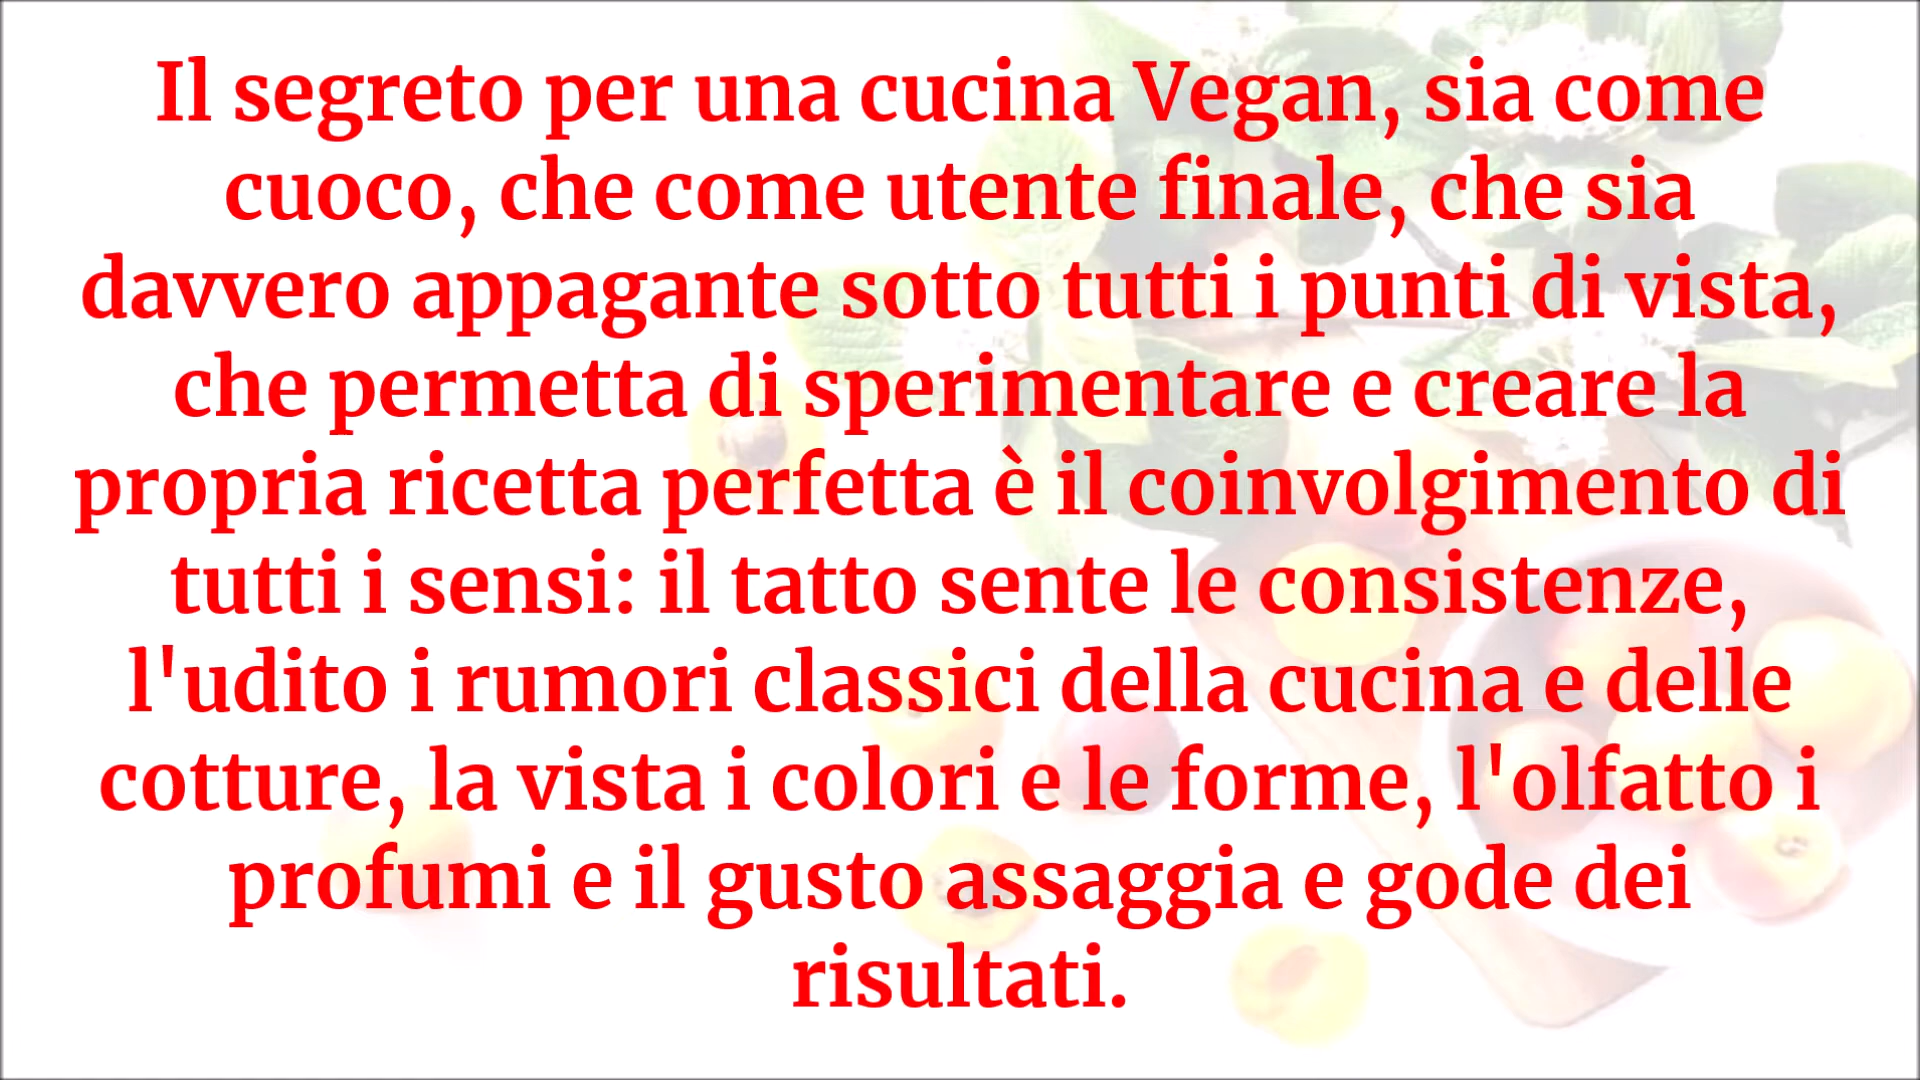 Il segreto per una cucina Vegan, sia come
cuoco, che come utente finale, che sia
davvero appagante sotto tutti i punti di vista,
che permetta di sperimentare e creare la
propria ricetta perfetta è il coinvolgimento di
tutti i sensi: il tatto sente le consistenze,
l'udito i rumori classici della cucina e delle
cotture, la vista i colori e le forme, l'olfatto i
profumi e il gusto assaggia e gode dei
risultati.